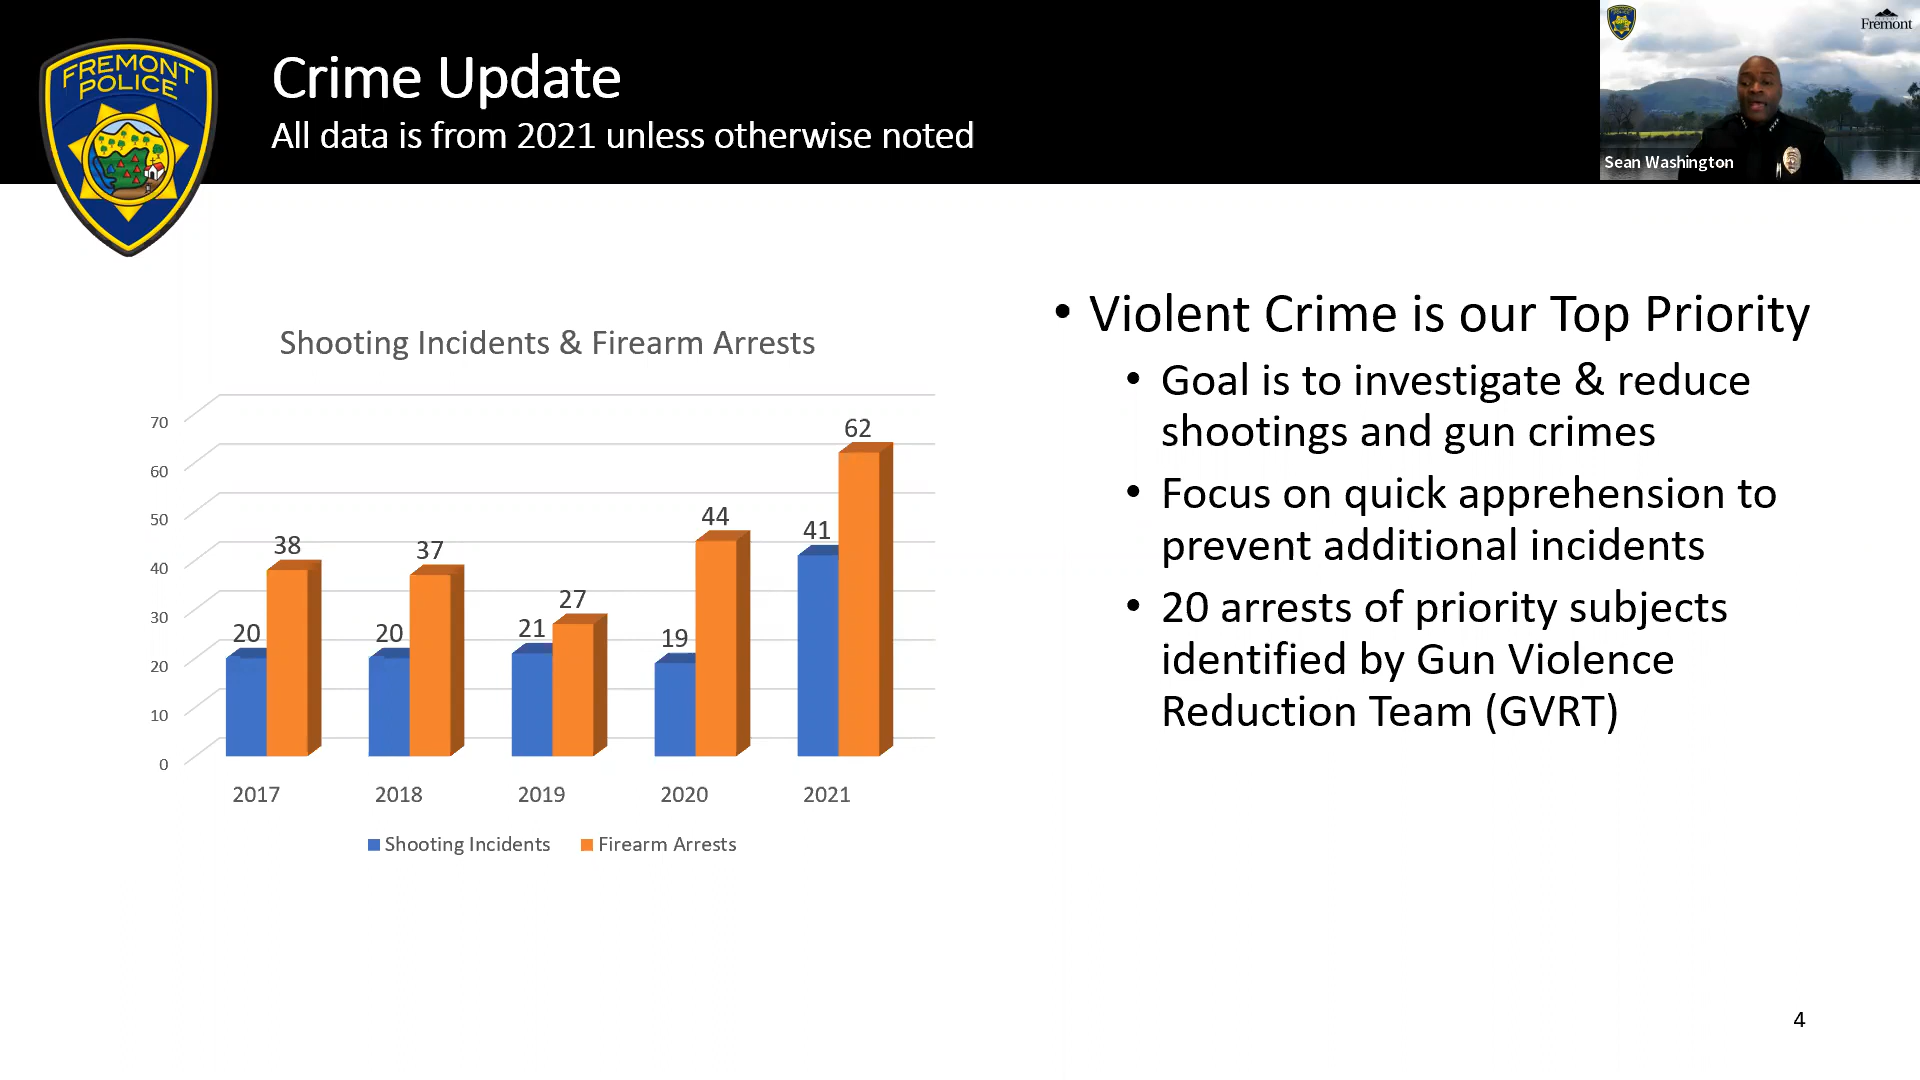 FREMONT
POLICE
Crime Update
All data is from 2021 unless otherwise noted
Fremont
Sean Washington
Shooting Incidents & Firearm Arrests
70
60
50
40
30
20
10
0
20
38
20
37
21
27
19
44
41
62
2017 2018 2019 2020 2021
Shooting Incidents Firearm Arrests
• Violent Crime is our Top Priority
• Goal is to investigate & reduce
shootings and gun crimes
• Focus on quick apprehension to
prevent additional incidents
• 20 arrests of priority subjects
identified by Gun Violence
Reduction Team (GVRT)
4